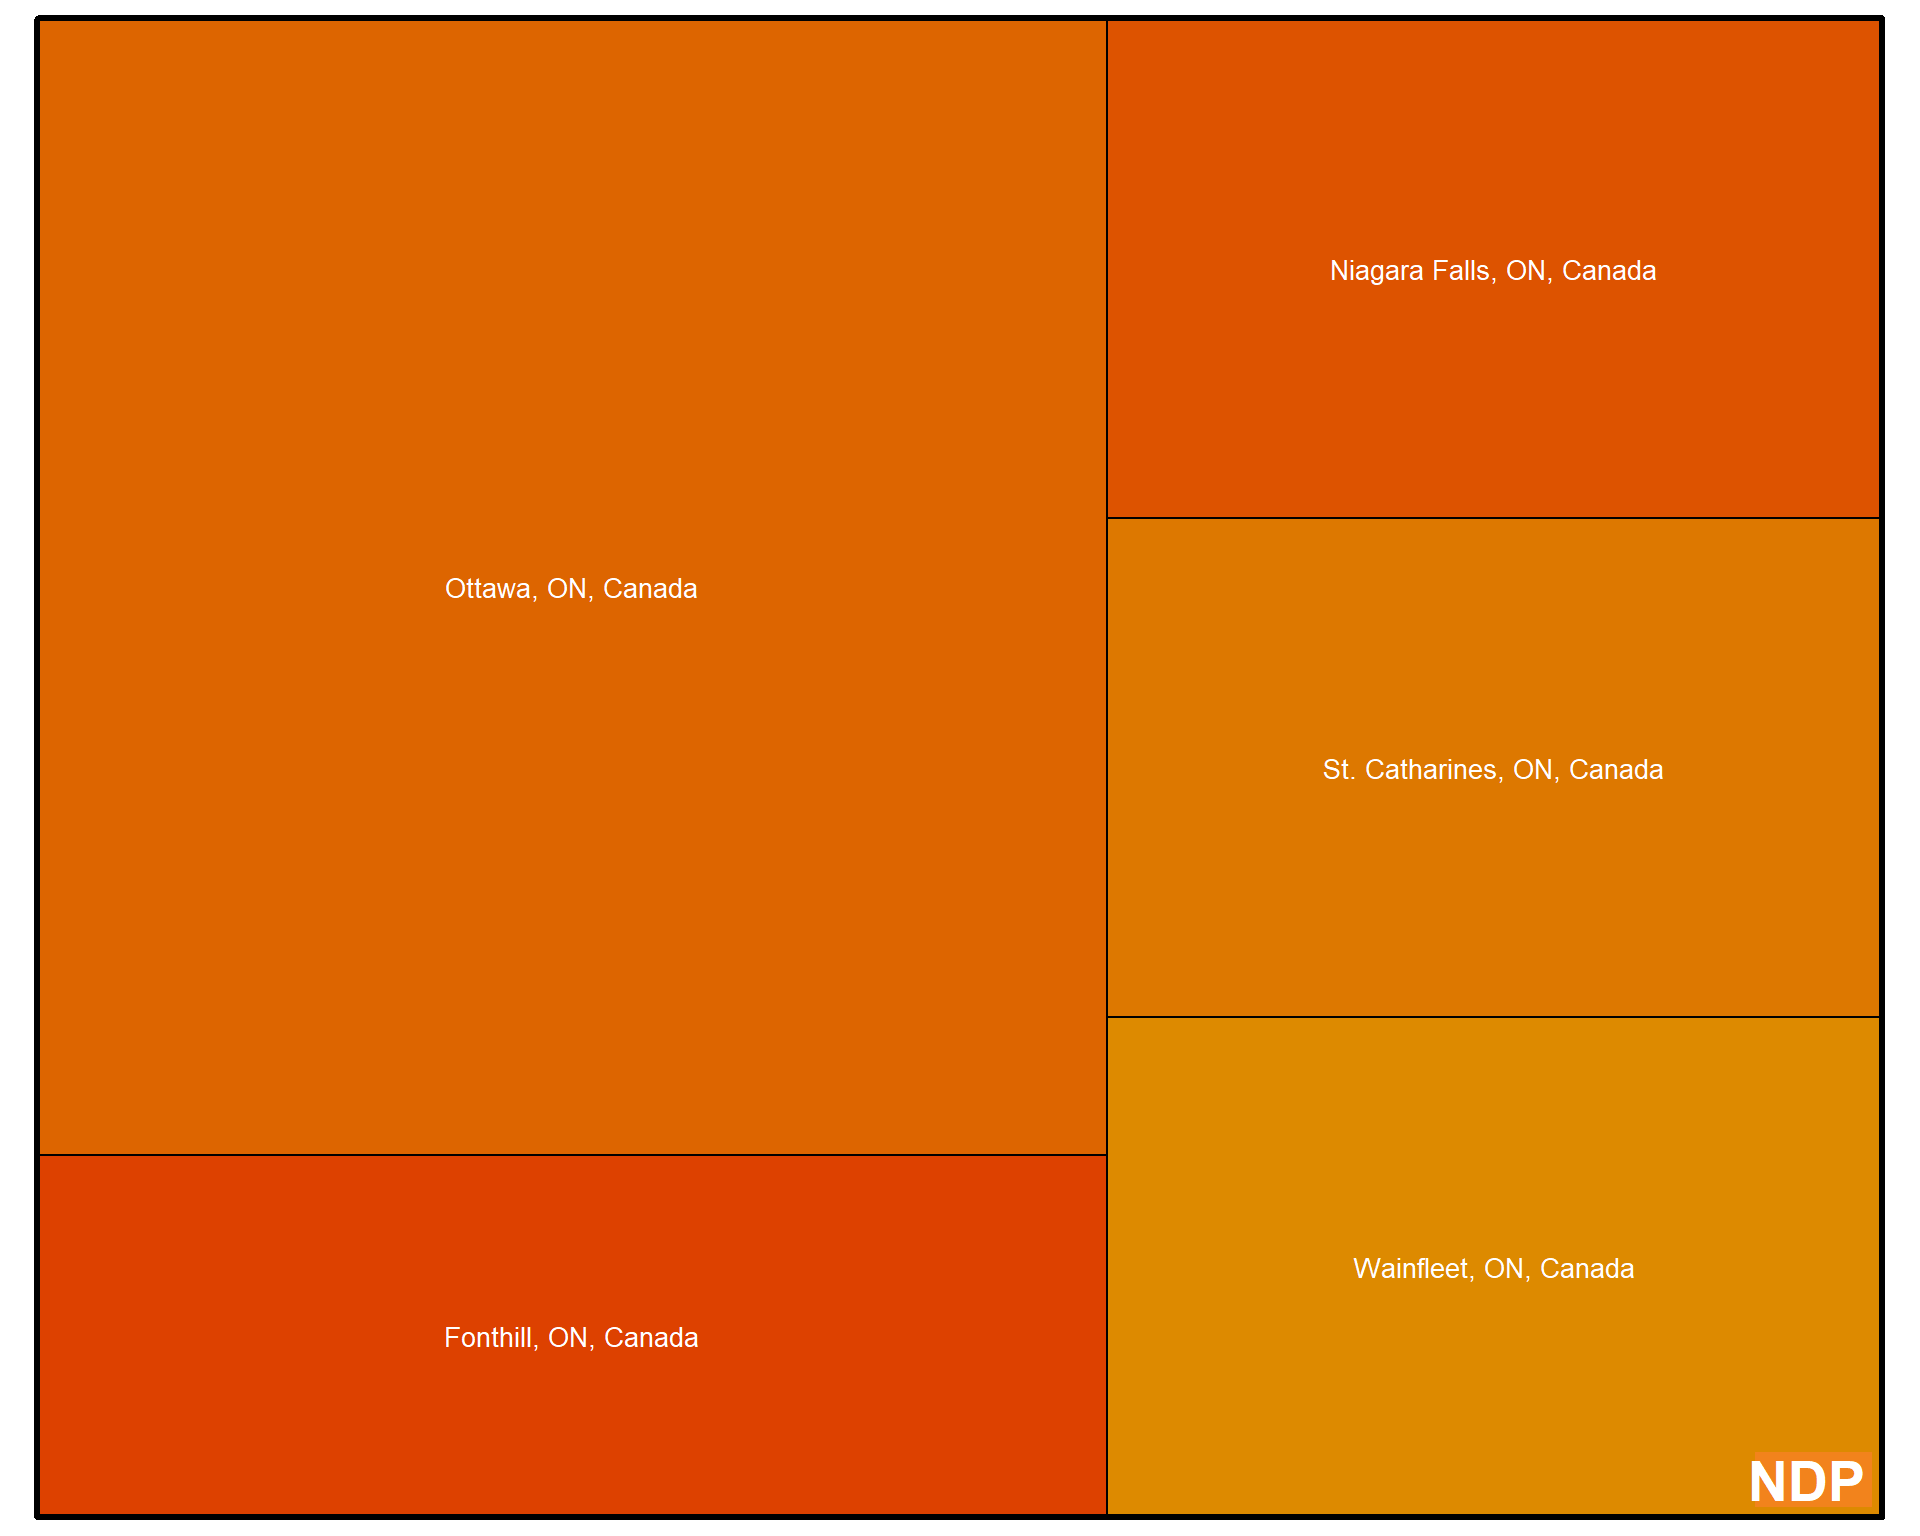 Ottawa, ON, Canada
Fonthill, ON, Canada
Niagara Falls, ON, Canada
St. Catharines, ON, Canada
Wainfleet, ON, Canada
NDP